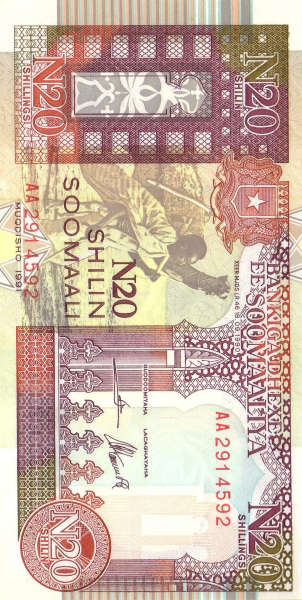 BANKIGA DHEXE
EE SOOMAALIYA
N20
SHILLINGS
N20
SHILIN
AA 2914592
N20
SHILIN
SOOMAALI
GUDDOOMIYAHA
LACAGHAYAHA
AA 2914592
MUQDISHO 1991
N20
SHILIN
N20
SHILLINGS